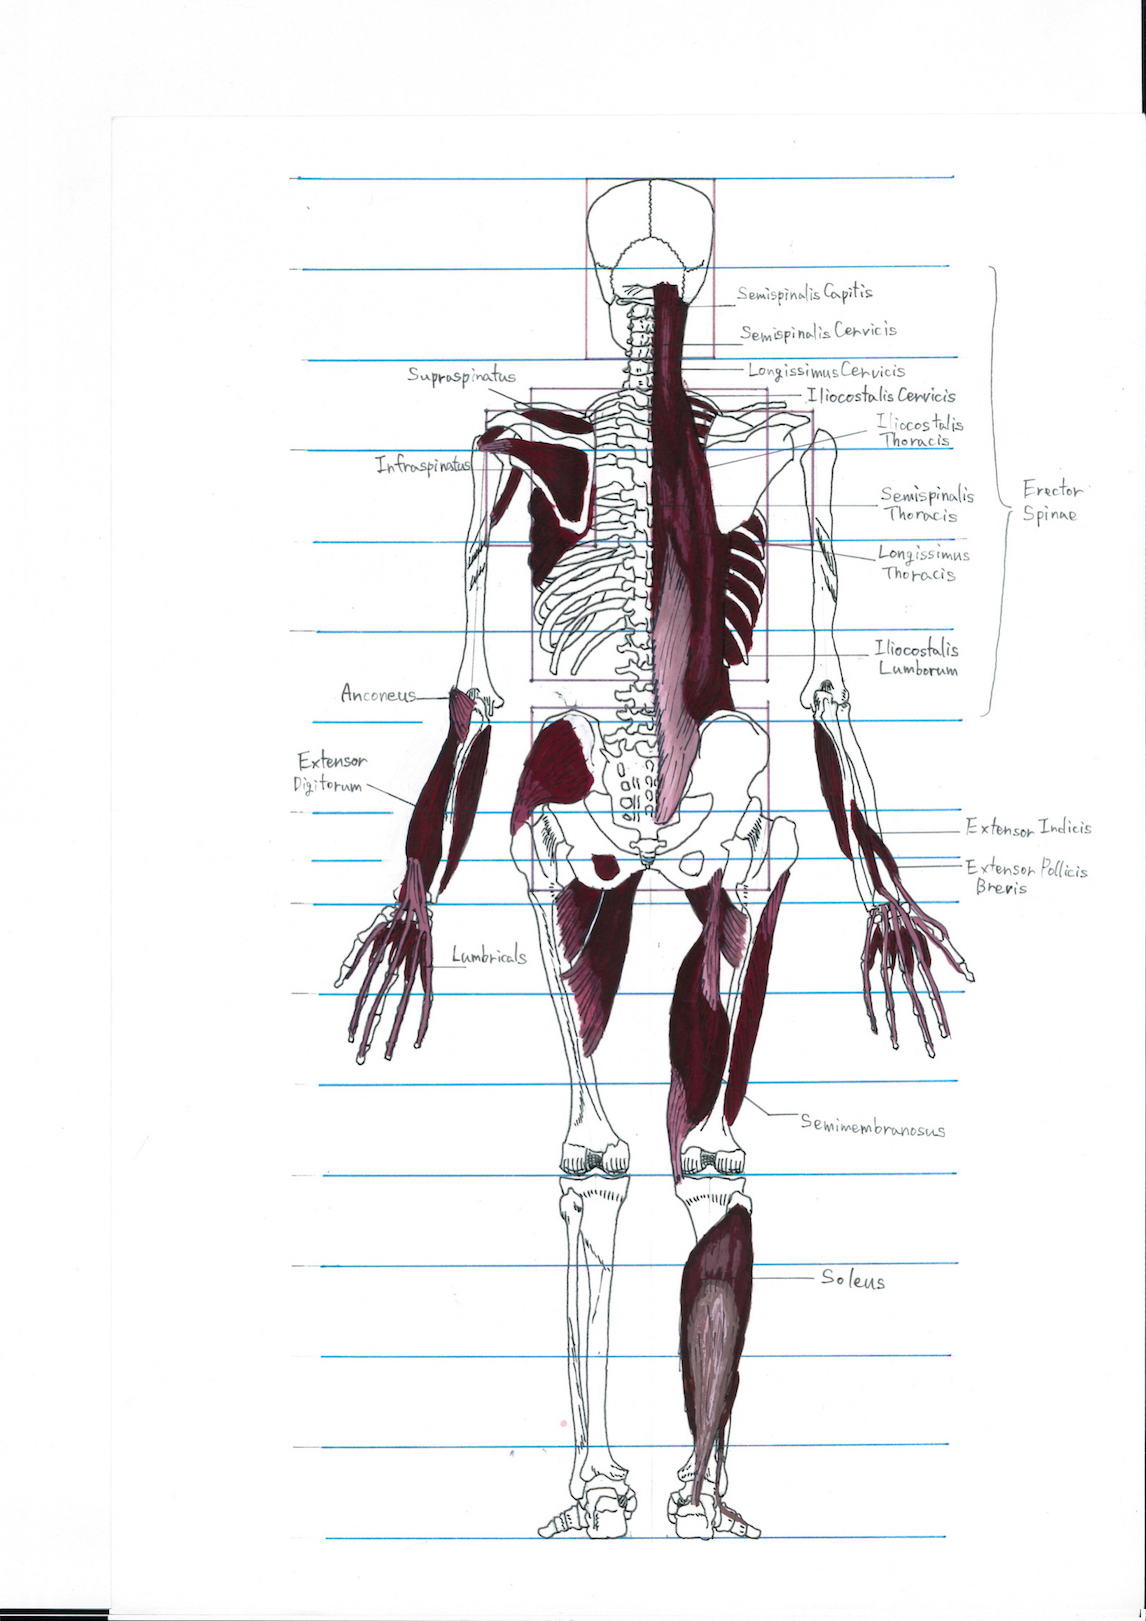 Semispinalis Capitis
Semispinalis Cervicis
Longissimus Cervicis
Supraspinatus
Iliocostalis Cervicis
Iliocostalis
Thoracis
Infraspinatus
Semispinalis
Thoracis
Erector
Spinae
Longissimus
Thoracis
Iliocostalis
Lumborum
Anconeus
Extensor
Digitorum
Extensor Indicis
Extensor Pollicis
Brevis
Lumbricals
Semimembranosus
Soleus